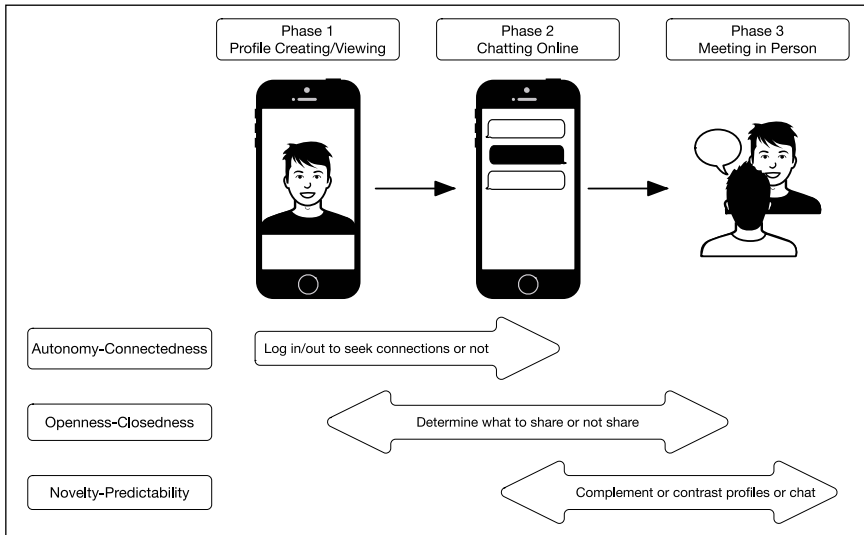 Phase 1
Profile Creating/Viewing
Phase 2
Chatting Online
Phase 3
Meeting in Person
Autonomy-Connectedness
Log in/out to seek connections or not
Openness-Closedness
Determine what to share or not share
Novelty-Predictability
Complement or contrast profiles or chat